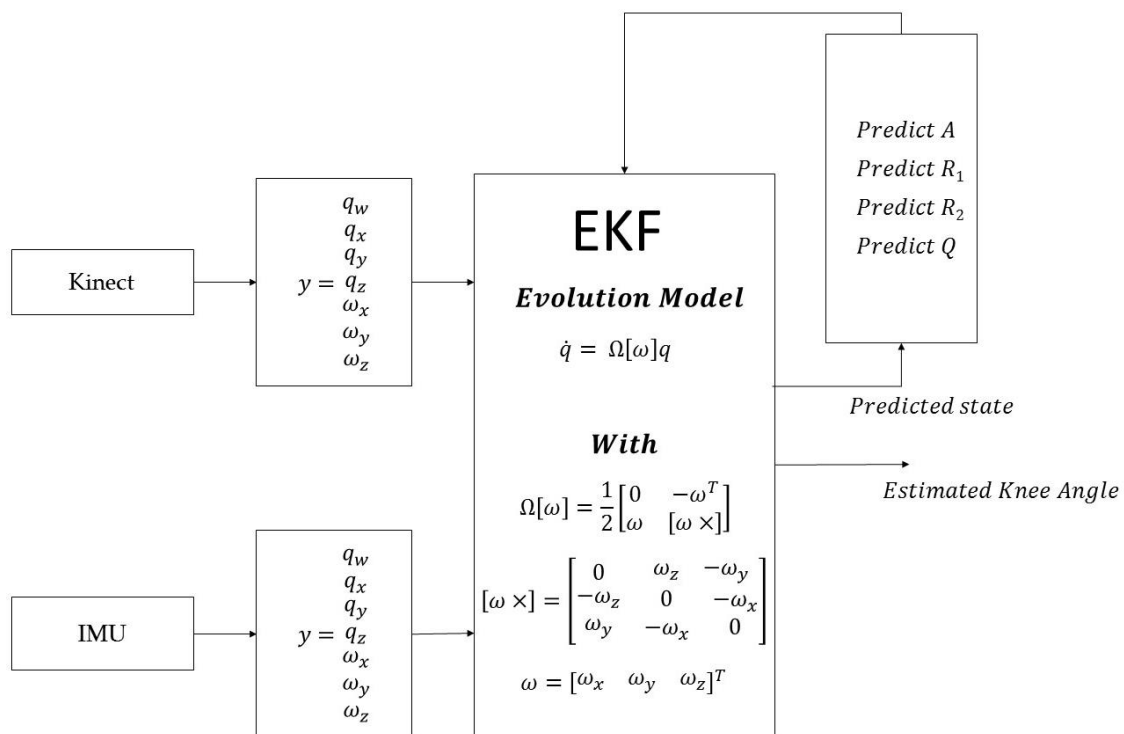 Predict A
Predict R₁
Predict R₂
Predict Q
Kinect
y =
q_w
q_x
q_y
q_z
ω_x
ω_y
ω_z
EKF
Evolution Model
q̇ = Ω[ω]q
Predicted state
With
Estimated Knee Angle
Ω[ω] = 1/2 [0 −ω^T
ω [ω ×]]
[ω ×] = [0 ω_z −ω_y
−ω_z 0 −ω_x
ω_y −ω_x 0]
ω = [ω_x ω_y ω_z]^T
IMU
y =
q_w
q_x
q_y
q_z
ω_x
ω_y
ω_z